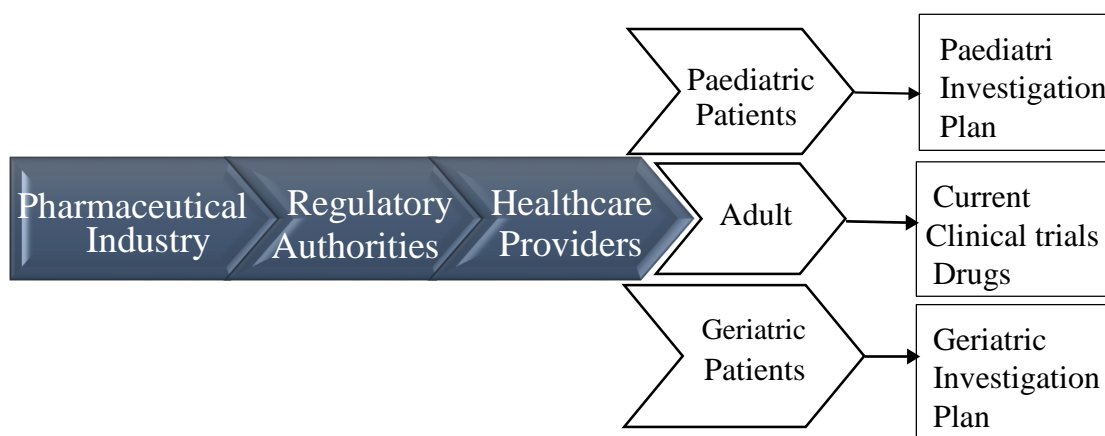 Pharmaceutical
Industry
Regulatory
Authorities
Healthcare
Providers
Paediatric
Patients
Adult
Geriatric
Patients
Paediatri
Investigation
Plan
Current
Clinical trials
Drugs
Geriatric
Investigation
Plan